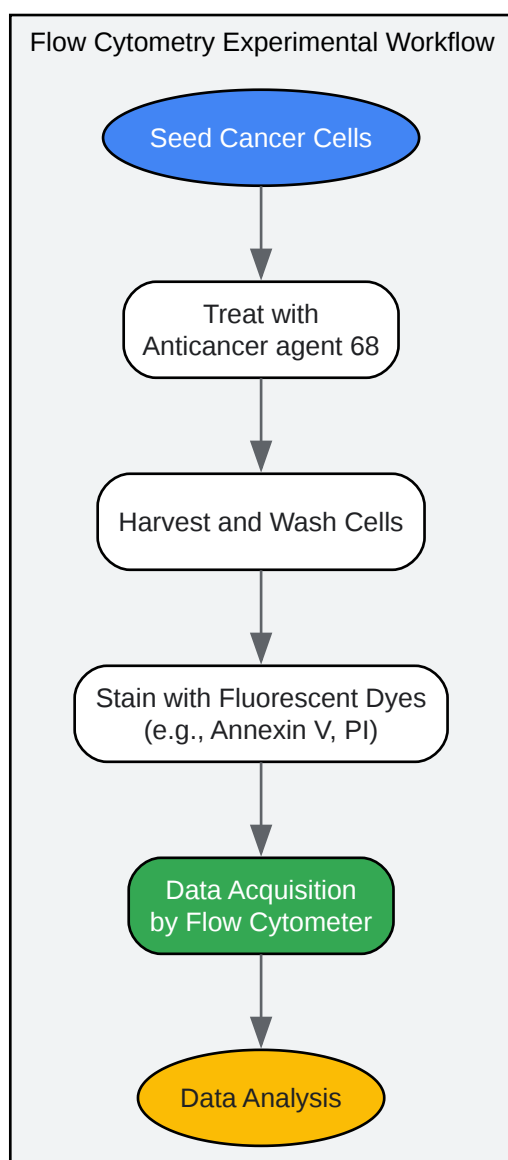 Flow Cytometry Experimental Workflow
Seed Cancer Cells
Treat with
Anticancer agent 68
Harvest and Wash Cells
Stain with Fluorescent Dyes
(e.g., Annexin V, PI)
Data Acquisition
by Flow Cytometer
Data Analysis